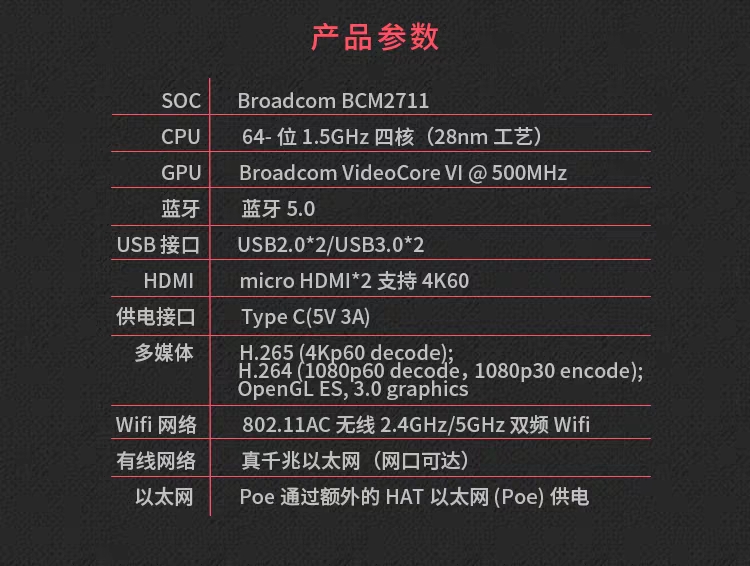 产品参数
SOC Broadcom BCM2711
CPU 64- 位 1.5GHz 四核（28nm 工艺）
GPU Broadcom VideoCore VI @ 500MHz
蓝牙 蓝牙 5.0
USB 接口 USB2.0*2/USB3.0*2
HDMI micro HDMI*2 支持 4K60
供电接口 Type C(5V 3A)
多媒体 H.265 (4Kp60 decode);
H.264 (1080p60 decode，1080p30 encode);
OpenGL ES, 3.0 graphics
Wifi 网络 802.11AC 无线 2.4GHz/5GHz 双频 Wifi
有线网络 真千兆以太网（网口可达）
以太网 Poe 通过额外的 HAT 以太网 (Poe) 供电